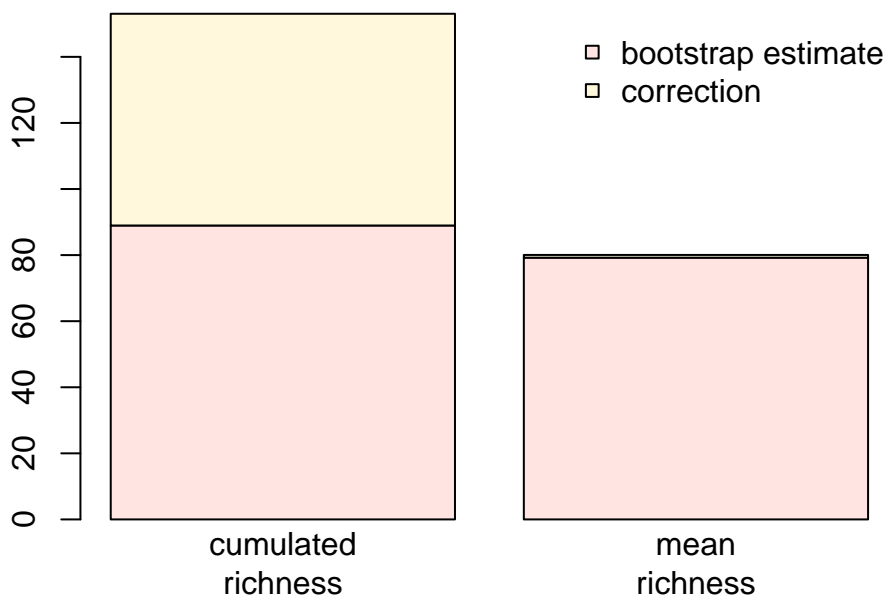 bootstrap estimate
correction
120
80
60
40
20
0
cumulated
richness
mean
richness